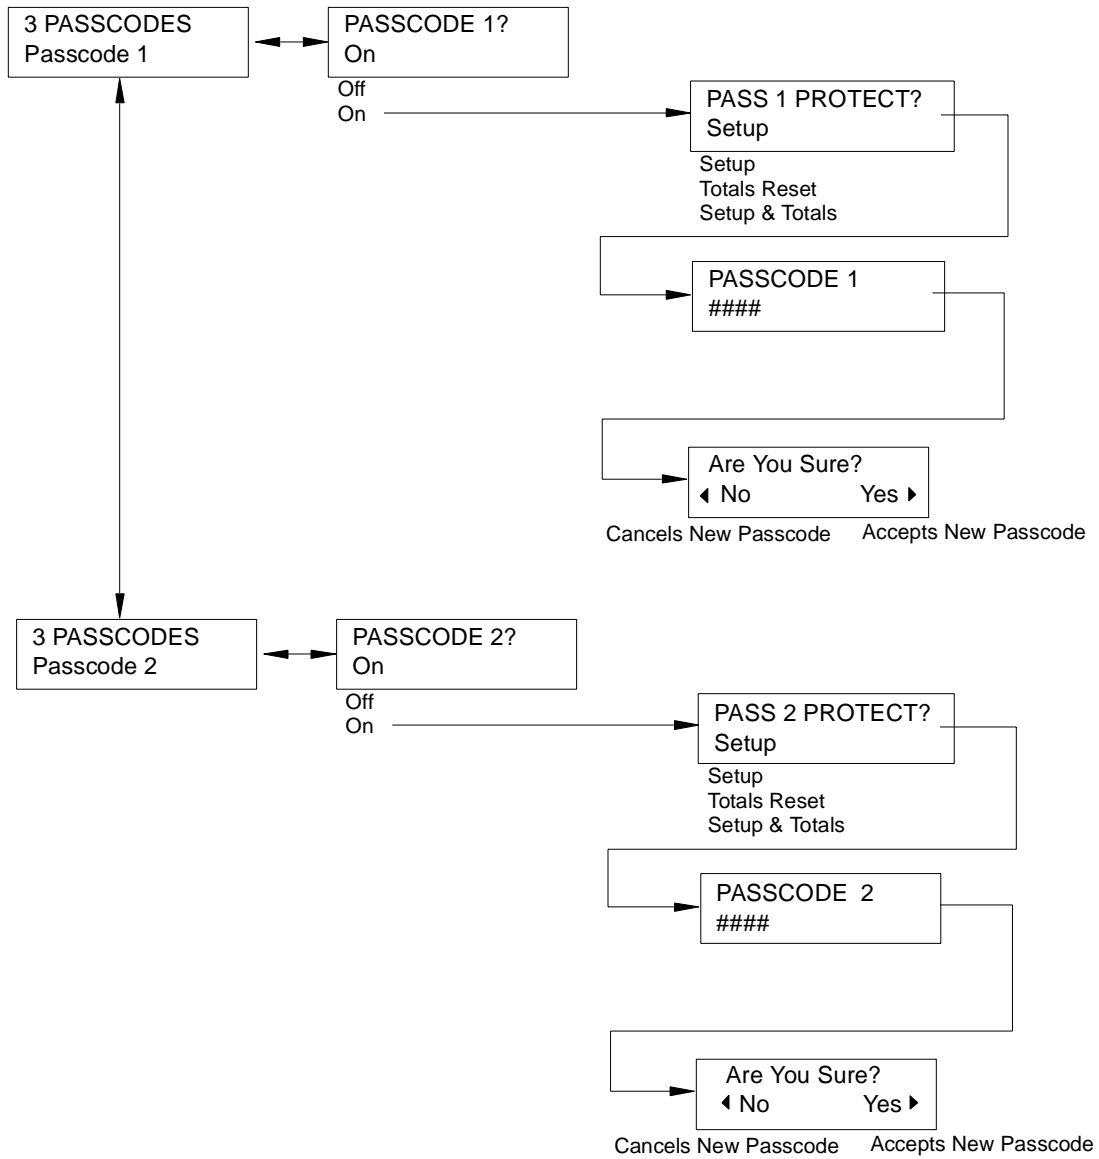 3 PASSCODES
Passcode 1
PASSCODE 1?
On
Off
On
PASS 1 PROTECT?
Setup
Setup
Totals Reset
Setup & Totals
PASSCODE 1
####
Are You Sure?
No Yes
Cancels New Passcode Accepts New Passcode
3 PASSCODES
Passcode 2
PASSCODE 2?
On
Off
On
PASS 2 PROTECT?
Setup
Setup
Totals Reset
Setup & Totals
PASSCODE 2
####
Are You Sure?
No Yes
Cancels New Passcode Accepts New Passcode